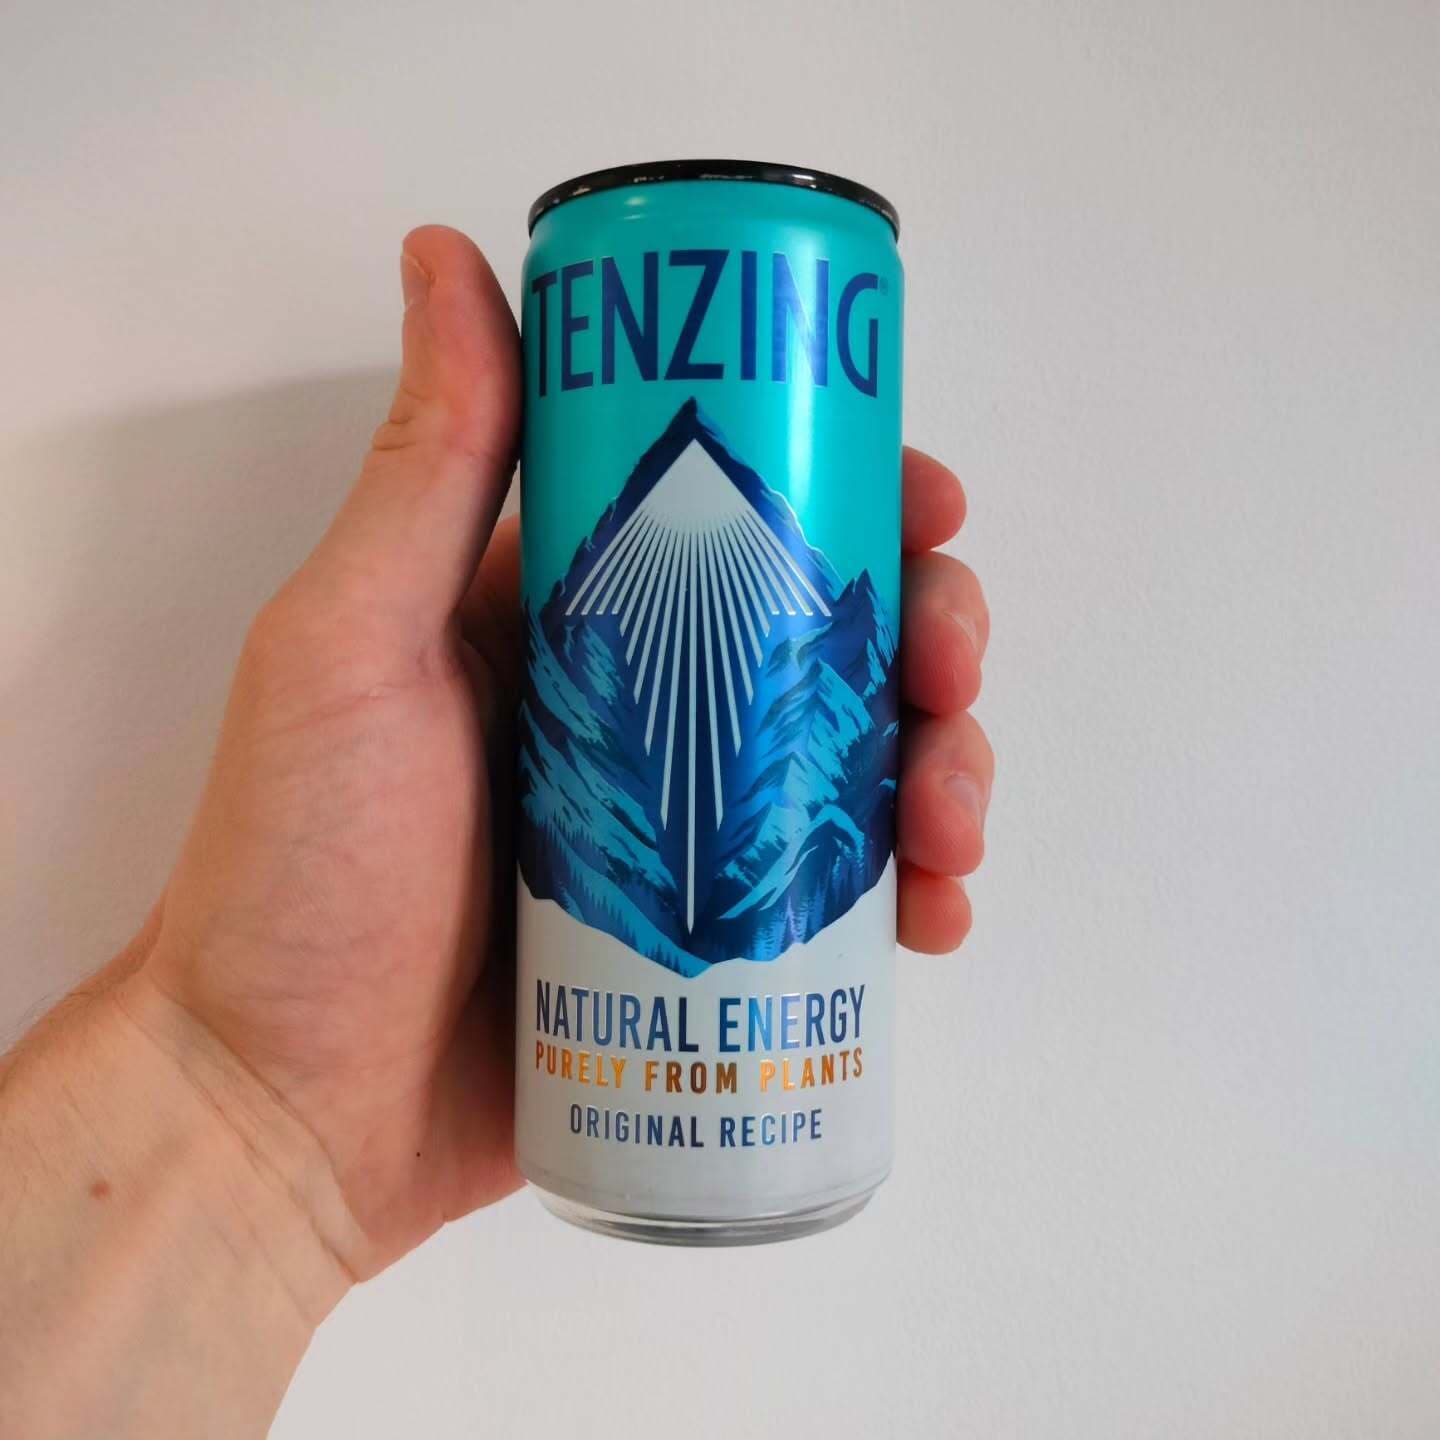 TENZING®
NATURAL ENERGY
PURELY FROM PLANTS
ORIGINAL RECIPE